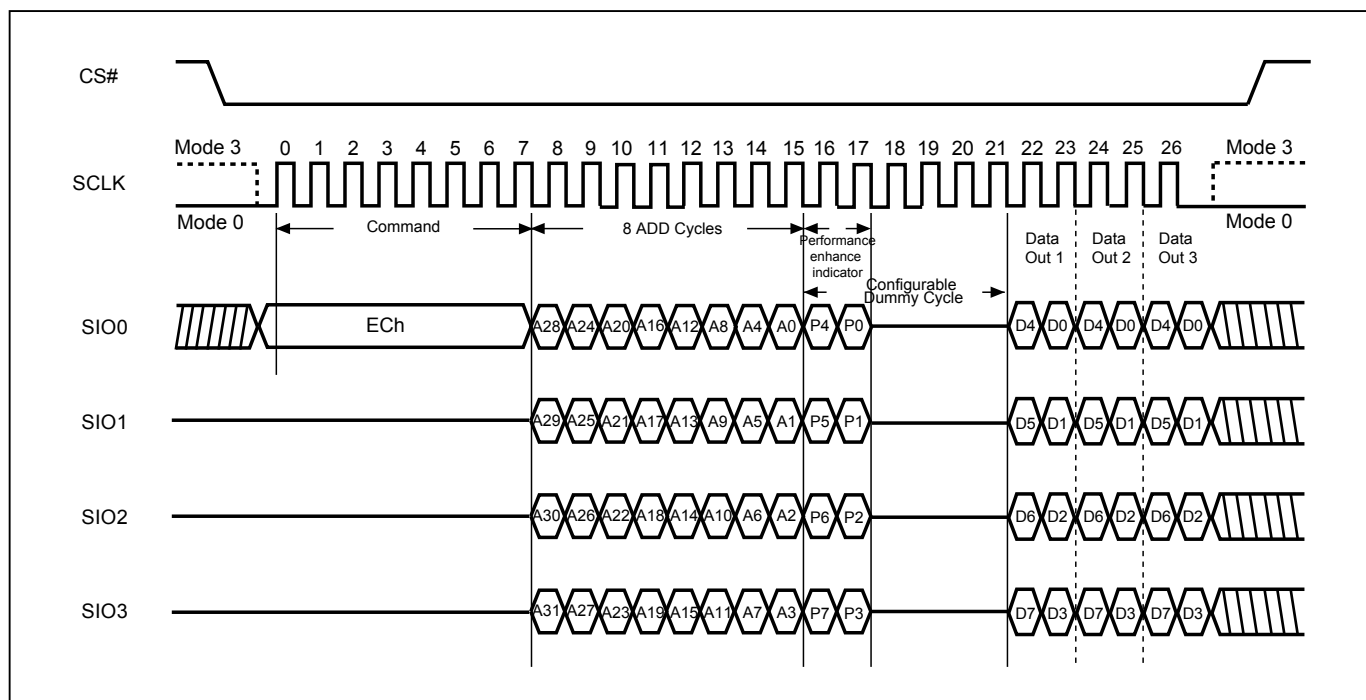 CS#
Mode 3 0 1 2 3 4 5 6 7 8 9 10 11 12 13 14 15 16 17 18 19 20 21 22 23 24 25 26 Mode 3
SCLK
Mode 0 Mode 0
Command 8 ADD Cycles
Performance
enhance
indicator
Data
Out 1
Data
Out 2
Data
Out 3
Configurable
Dummy Cycle
SIO0 ECh A28 A24 A20 A16 A12 A8 A4 A0 P4 P0 D4 D0 D4 D0 D4 D0
SIO1 A29 A25 A21 A17 A13 A9 A5 A1 P5 P1 D5 D1 D5 D1 D5 D1
SIO2 A30 A26 A22 A18 A14 A10 A6 A2 P6 P2 D6 D2 D6 D2 D6 D2
SIO3 A31 A27 A23 A19 A15 A11 A7 A3 P7 P3 D7 D3 D7 D3 D7 D3